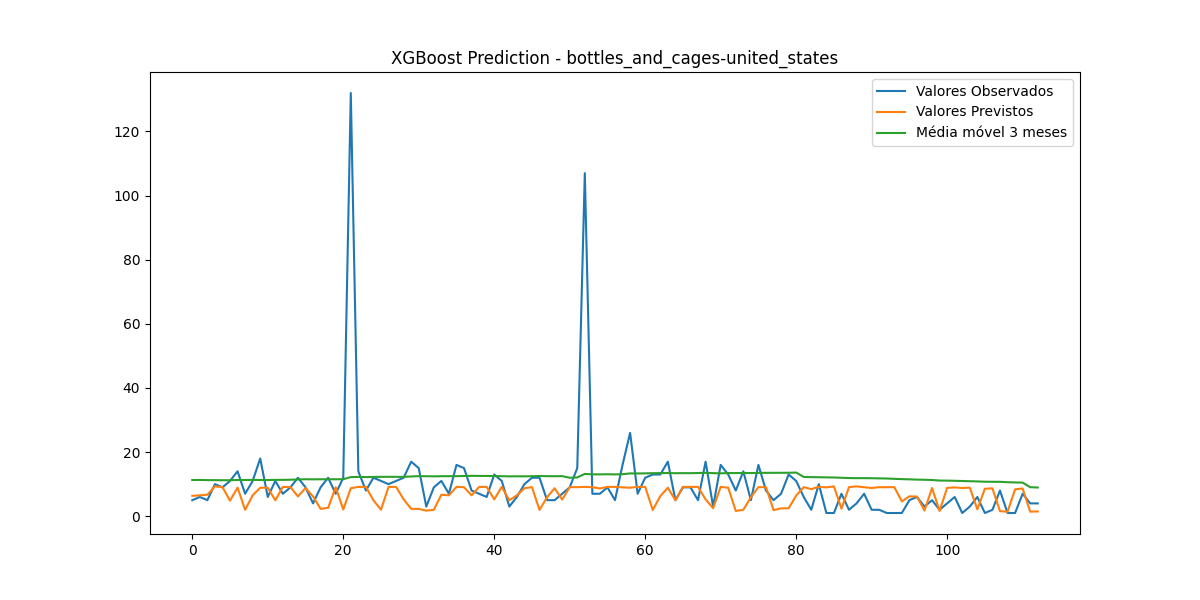 XGBoost Prediction - bottles_and_cages-united_states
Valores Observados
Valores Previstos
Média móvel 3 meses
120
100
80
60
40
20
0
0 20 40 60 80 100